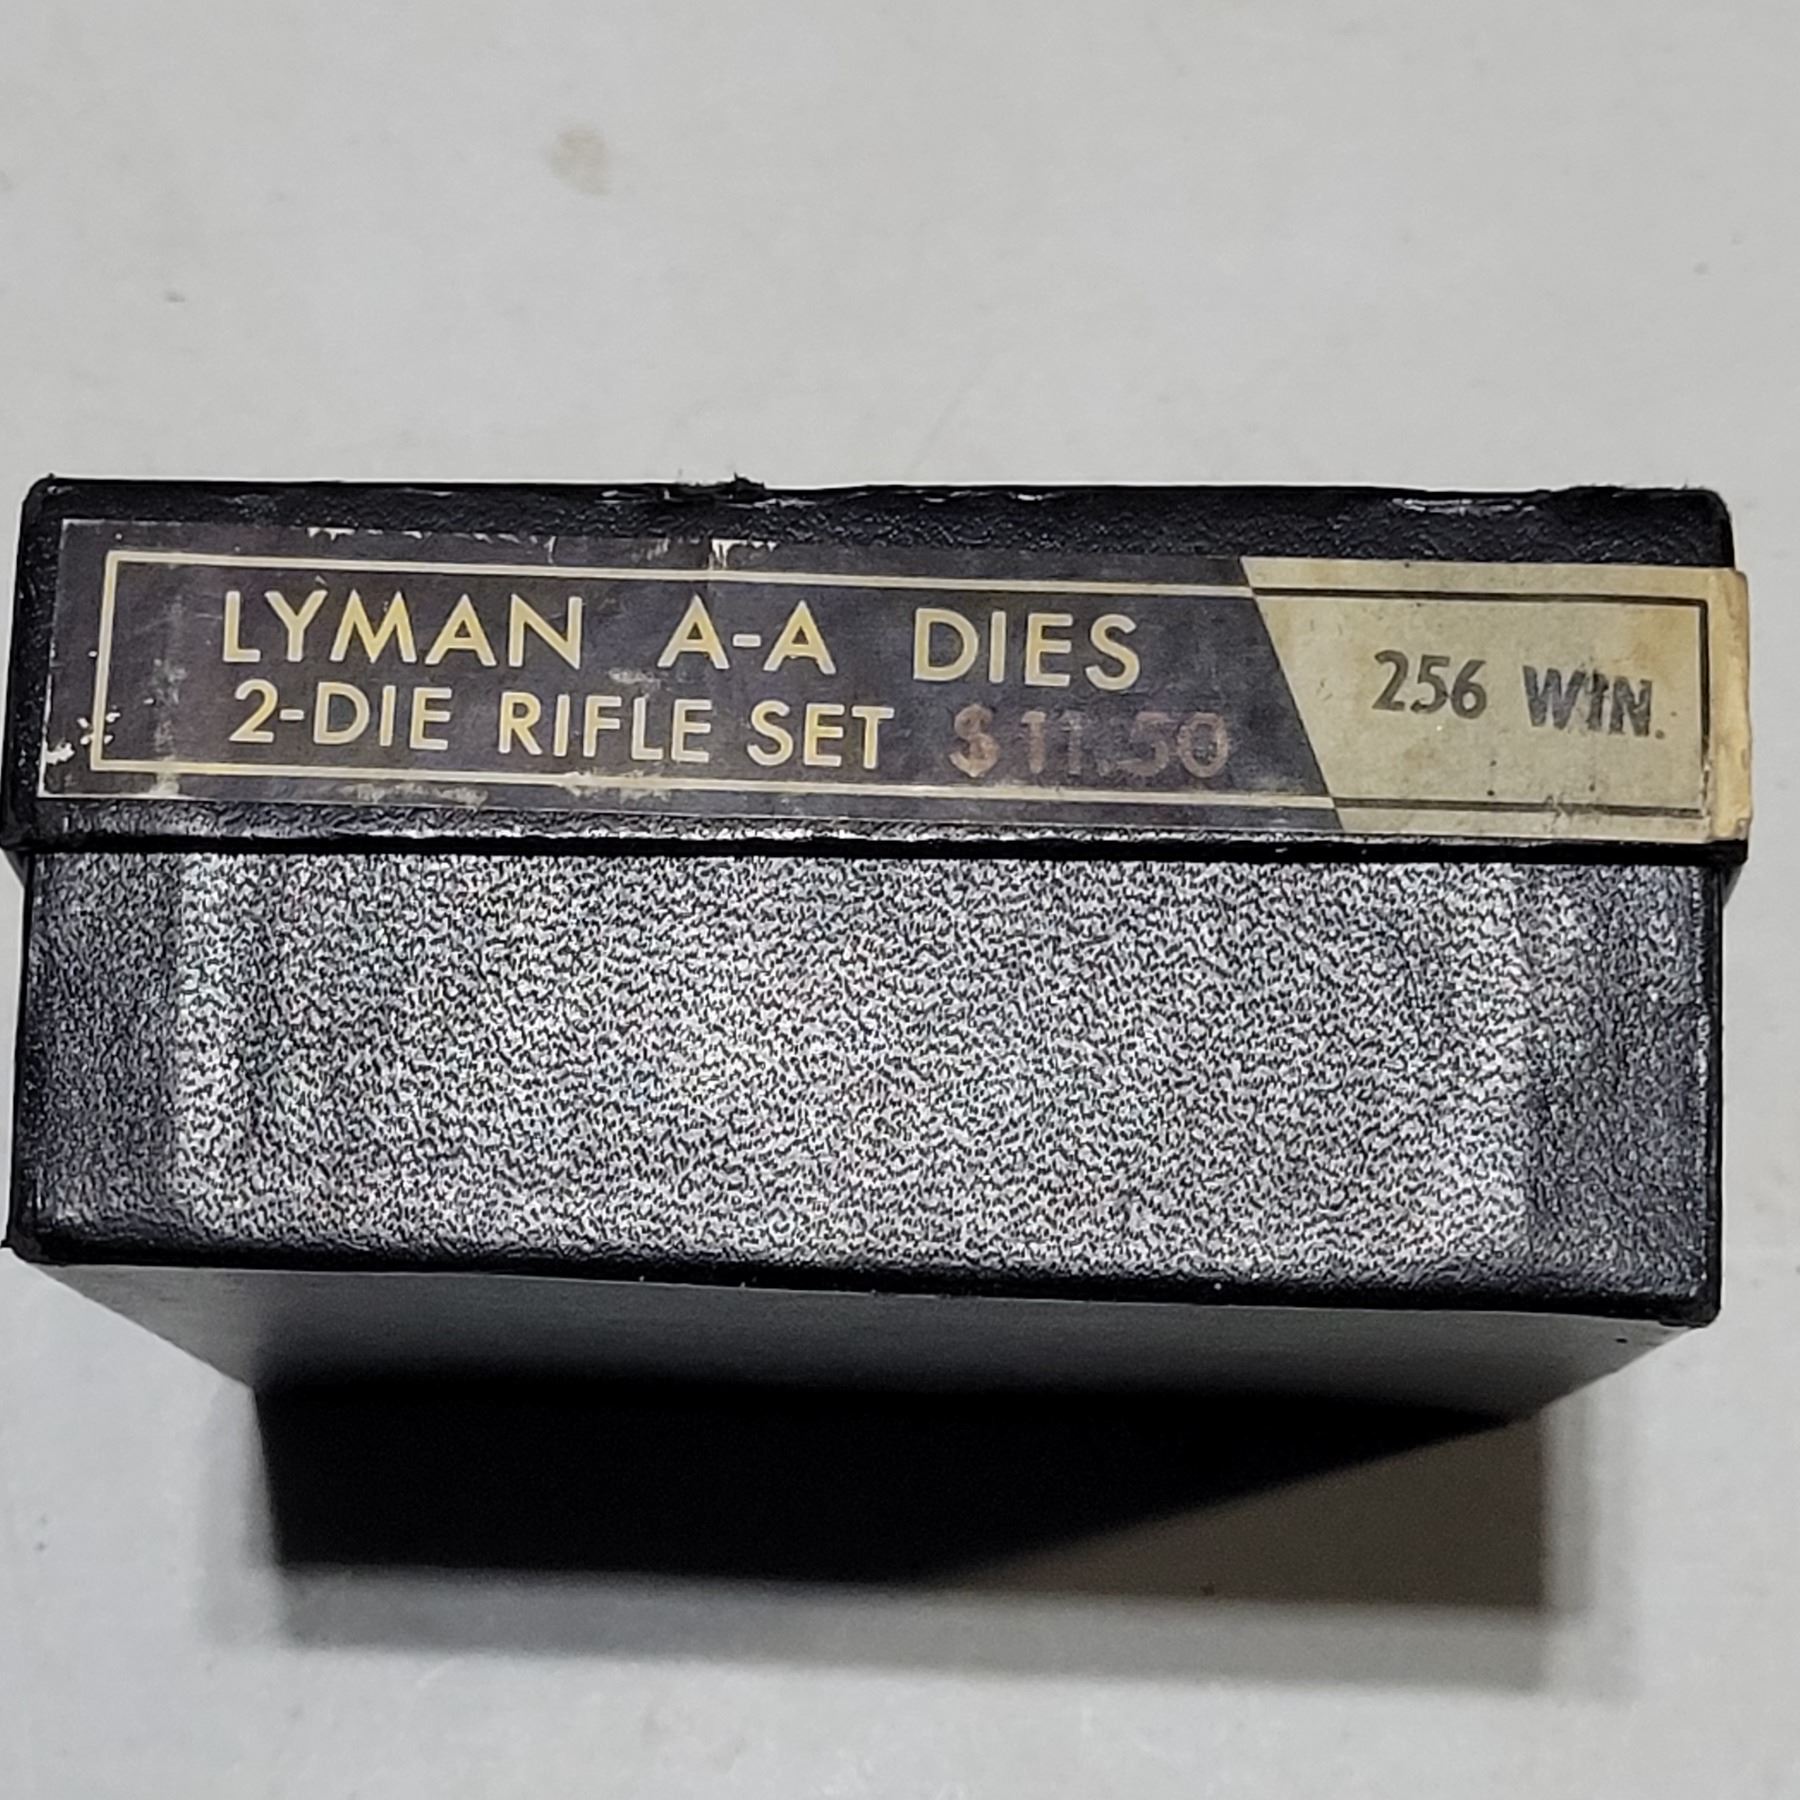 LYMAN A-A DIES
2-DIE RIFLE SET $11.50
256 WIN.